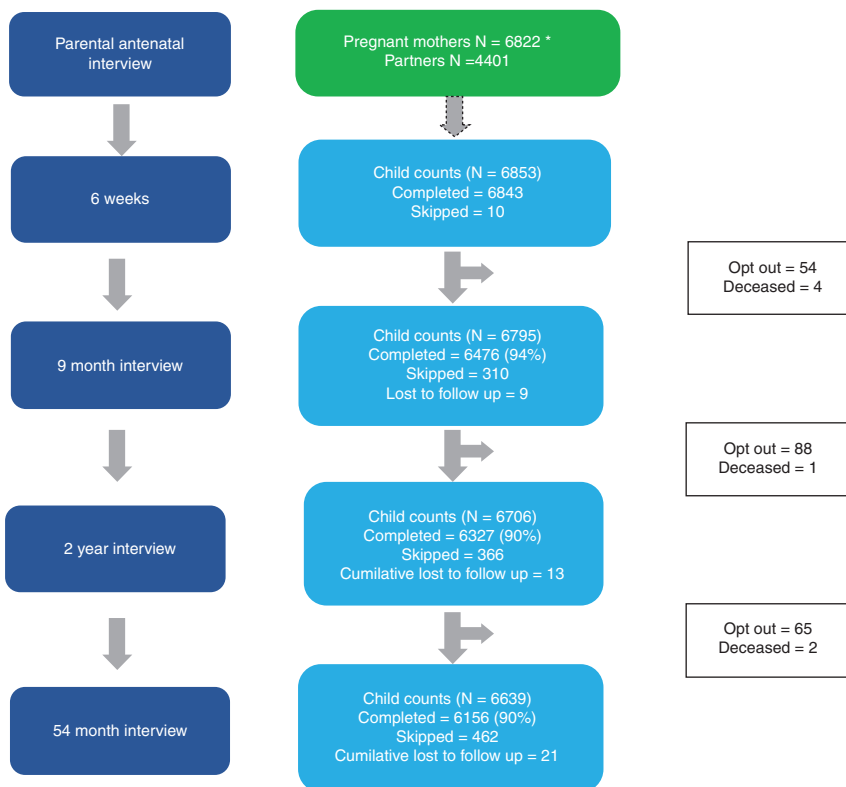 Parental antenatal
interview
Pregnant mothers N = 6822 *
Partners N =4401
6 weeks
Child counts (N = 6853)
Completed = 6843
Skipped = 10
Opt out = 54
Deceased = 4
9 month interview
Child counts (N = 6795)
Completed = 6476 (94%)
Skipped = 310
Lost to follow up = 9
Opt out = 88
Deceased = 1
2 year interview
Child counts (N = 6706)
Completed = 6327 (90%)
Skipped = 366
Cumilative lost to follow up = 13
Opt out = 65
Deceased = 2
54 month interview
Child counts (N = 6639)
Completed = 6156 (90%)
Skipped = 462
Cumilative lost to follow up = 21